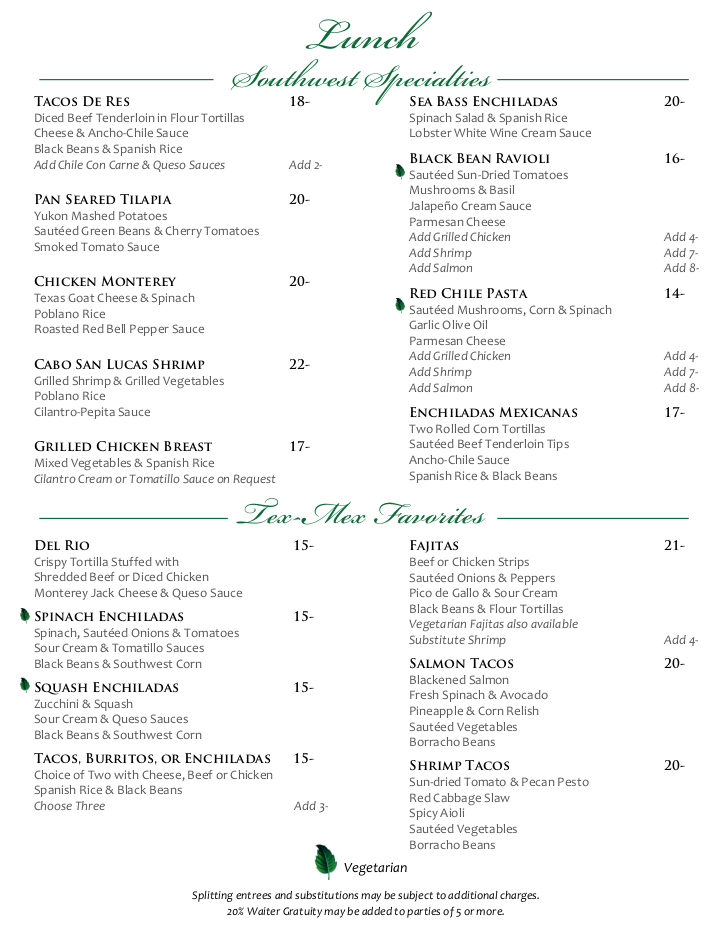 Lunch
Southwest Specialties
Tacos De Res 18-
Diced Beef Tenderloin in Flour Tortillas
Cheese & Ancho-Chile Sauce
Black Beans & Spanish Rice
Add Chile Con Carne & Queso Sauces Add 2-
Pan Seared Tilapia 20-
Yukon Mashed Potatoes
Sautéed Green Beans & Cherry Tomatoes
Smoked Tomato Sauce
Chicken Monterey 20-
Texas Goat Cheese & Spinach
Poblano Rice
Roasted Red Bell Pepper Sauce
Cabo San Lucas Shrimp 22-
Grilled Shrimp & Grilled Vegetables
Poblano Rice
Cilantro-Pepita Sauce
Grilled Chicken Breast 17-
Mixed Vegetables & Spanish Rice
Cilantro Cream or Tomatillo Sauce on Request
Sea Bass Enchiladas 20-
Spinach Salad & Spanish Rice
Lobster White Wine Cream Sauce
Black Bean Ravioli 16-
Sautéed Sun-Dried Tomatoes
Mushrooms & Basil
Jalapeño Cream Sauce
Parmesan Cheese
Add Grilled Chicken Add 4-
Add Shrimp Add 7-
Add Salmon Add 8-
Red Chile Pasta 14-
Sautéed Mushrooms, Corn & Spinach
Garlic Olive Oil
Parmesan Cheese
Add Grilled Chicken Add 4-
Add Shrimp Add 7-
Add Salmon Add 8-
Enchiladas Mexicanas 17-
Two Rolled Corn Tortillas
Sautéed Beef Tenderloin Tips
Ancho-Chile Sauce
Spanish Rice & Black Beans
Tex-Mex Favorites
Del Rio 15-
Crispy Tortilla Stuffed with
Shredded Beef or Diced Chicken
Monterey Jack Cheese & Queso Sauce
Spinach Enchiladas 15-
Spinach, Sautéed Onions & Tomatoes
Sour Cream & Tomatillo Sauces
Black Beans & Southwest Corn
Squash Enchiladas 15-
Zucchini & Squash
Sour Cream & Queso Sauces
Black Beans & Southwest Corn
Tacos, Burritos, or Enchiladas 15-
Choice of Two with Cheese, Beef or Chicken
Spanish Rice & Black Beans
Choose Three Add 3-
Fajitas 21-
Beef or Chicken Strips
Sautéed Onions & Peppers
Pico de Gallo & Sour Cream
Black Beans & Flour Tortillas
Vegetarian Fajitas also available
Substitute Shrimp Add 4-
Salmon Tacos 20-
Blackened Salmon
Fresh Spinach & Avocado
Pineapple & Corn Relish
Sautéed Vegetables
Borracho Beans
Shrimp Tacos 20-
Sun-dried Tomato & Pecan Pesto
Red Cabbage Slaw
Spicy Aioli
Sautéed Vegetables
Borracho Beans
Vegetarian
Splitting entrees and substitutions may be subject to additional charges.
20% Waiter Gratuity may be added to parties of 5 or more.